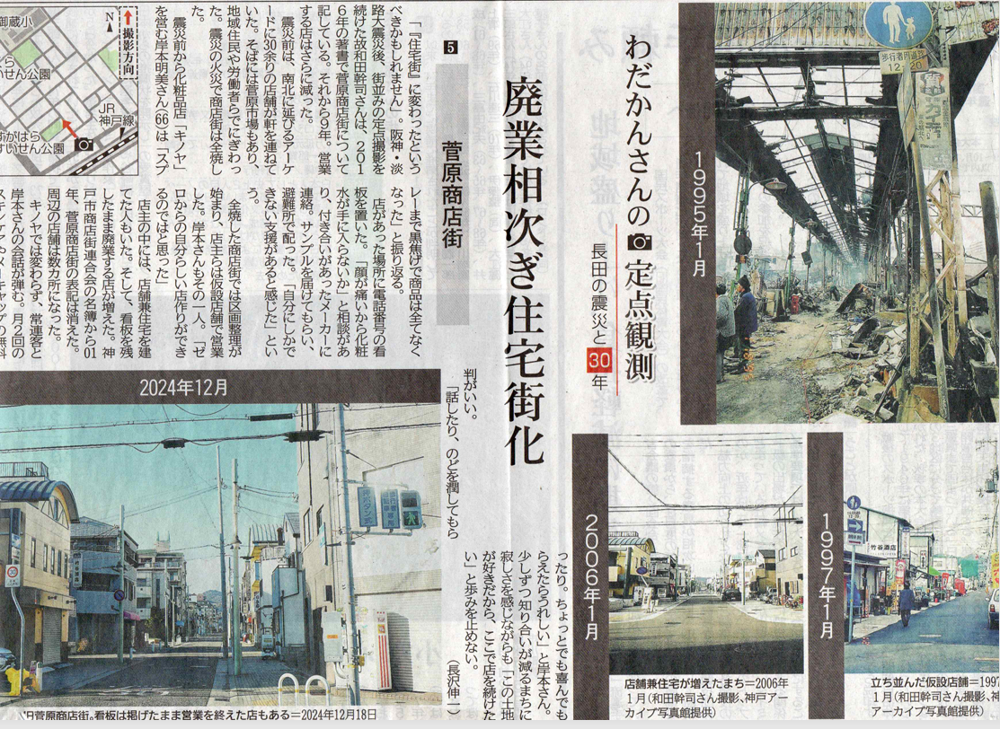 わだかんさんの定点観測
長田の震災と30年
廃業相次ぎ住宅街化
5
菅原商店街
「『住宅街』に変わったという
べきかもしれません」。阪神・淡
路大震災後、街並みの定点撮影を
続けた故和田幹司さんは、201
6年の著書で菅原商店街について
記している。それから9年。営業
する店はさらに減った。
震災前は、南北に延びるアーケ
ードに30余りの店舗が軒を連ねて
いた。そばには菅原市場もあり、
地域住民や労働者らでにぎわっ
た。震災の火災で商店街は全焼し
た。
震災前から化粧品店「キノヤ」
を営む岸本明美さん(66)は「スプ
レーまで黒焦げで商品は全てなく
なった」と振り返る。
店があった場所に電話番号の看
板を置いた。「顔が痛いから化粧
水が手に入らないか」と相談があ
り、付き合いがあったメーカーに
連絡。サンプルを届けてもらい、
避難所で配った。「自分にしかで
きない支援があると感じた」とい
う。
全焼した商店街では区画整理が
始まり、店主らは仮設店舗で営業
した。岸本さんもその一人。「ゼ
ロからの自分らしい店作りができ
るのではと思った」
店主の中には、店舗兼住宅を建
てた人もいた。そして、看板を残
したまま廃業する店が増えた。神
戸市商店街連合会の名簿から01
年、菅原商店街の表記は消えた。
周辺の店舗は数カ所になった。
キノヤでは変わらず、常連客と
岸本さんの会話が弾む。月2回の
スキンケアやメーキャップの無料
判がいい。
「話したり、のどを潤してもら
ったり。ちょっとでも喜んでも
らえたらうれしい」と岸本さん。
少しずつ知り合いが減るまちに
寂しさを感じながらも「この土地
が好きだから、ここで店を続けた
い」と歩みを止めない。
(長沢伸一)
1995年1月
歩行者用道路
12-20
1997年1月
竹谷酒店
立ち並んだ仮設店舗=1997
1月(和田幹司さん撮影、神
アーカイブ写真館提供)
2006年1月
店舗兼住宅が増えたまち=2006年
1月(和田幹司さん撮影、神戸アー
カイブ写真館提供)
2024年12月
旧菅原商店街。看板は掲げたまま営業を終えた店もある=2024年12月18日
御蔵小
N
撮影方向
いせん公園
JR
神戸線
すがはら
すいせん公園